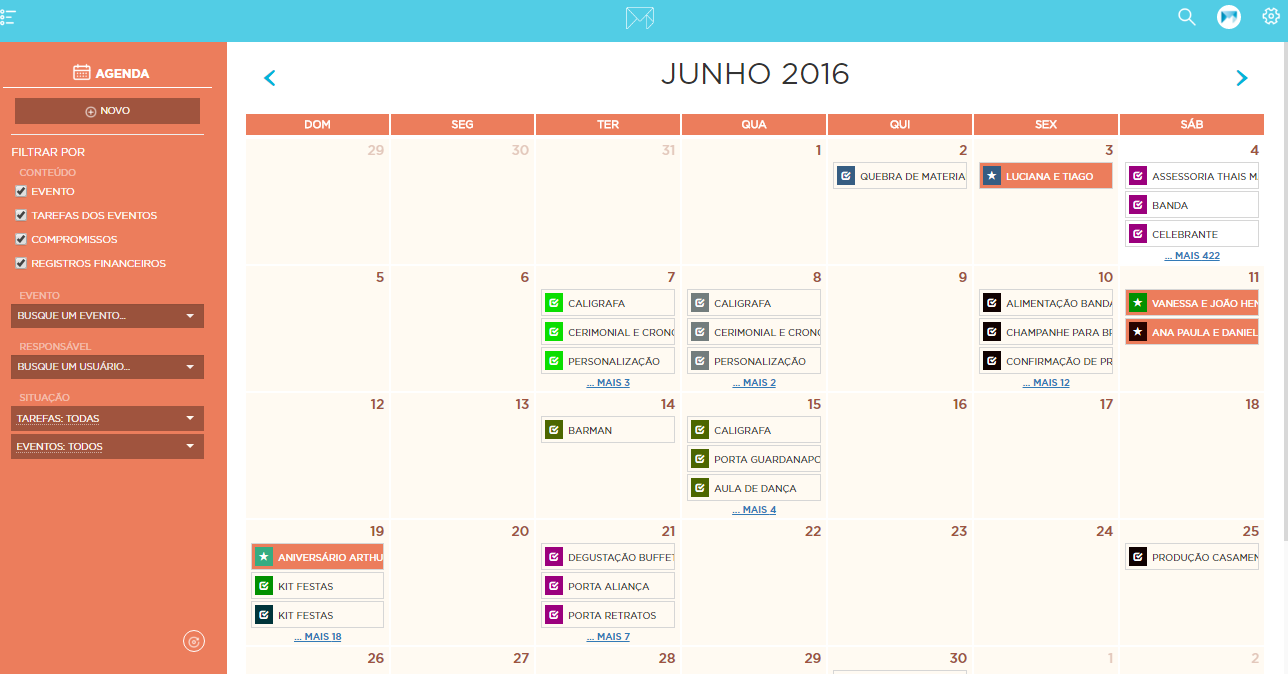 AGENDA
NOVO
FILTRAR POR
CONTEÚDO
EVENTO
TAREFAS DOS EVENTOS
COMPROMISSOS
REGISTROS FINANCEIROS
EVENTO
BUSQUE UM EVENTO...
RESPONSÁVEL
BUSQUE UM USUÁRIO...
SITUAÇÃO
TAREFAS: TODAS
EVENTOS: TODOS
JUNHO 2016
DOM SEG TER QUA QUI SEX SÁB
29 30 31 1 2 3 4
QUEBRA DE MATERIA LUCIANA E TIAGO ASSESSORIA THAIS M
BANDA
CELEBRANTE
... MAIS 422
5 6 7 8 9 10 11
CALIGRAFA CALIGRAFA ALIMENTAÇÃO BANDA VANESSA E JOÃO HEN
CERIMONIAL E CRONO CERIMONIAL E CRONO CHAMPANHE PARA BR ANA PAULA E DANIEL
PERSONALIZAÇÃO PERSONALIZAÇÃO CONFIRMAÇÃO DE PR
... MAIS 3 ... MAIS 2 ... MAIS 12
12 13 14 15 16 17 18
BARMAN CALIGRAFA
PORTA GUARDANAPO
AULA DE DANÇA
... MAIS 4
19 20 21 22 23 24 25
ANIVERSÁRIO ARTHU DEGUSTAÇÃO BUFFET PRODUÇÃO CASAMEN
KIT FESTAS PORTA ALIANÇA
KIT FESTAS PORTA RETRATOS
... MAIS 18 ... MAIS 7
26 27 28 29 30 1 2